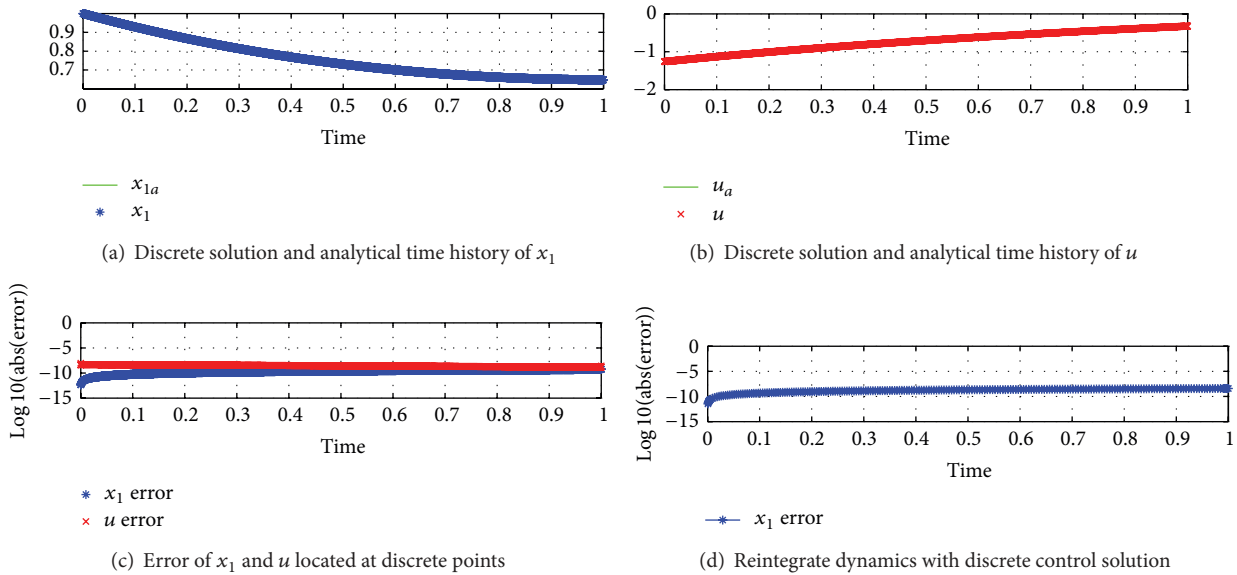 0.9
0.8
0.7
0 0.1 0.2 0.3 0.4 0.5 0.6 0.7 0.8 0.9 1
Time
x1a
x1
(a) Discrete solution and analytical time history of x1
0
−1
−2
0 0.1 0.2 0.3 0.4 0.5 0.6 0.7 0.8 0.9 1
Time
ua
u
(b) Discrete solution and analytical time history of u
Log 10(abs(error))
0
−5
−10
−15
0 0.1 0.2 0.3 0.4 0.5 0.6 0.7 0.8 0.9 1
Time
x1 error
u error
(c) Error of x1 and u located at discrete points
Log 10(abs(error))
0
−5
−10
−15
0 0.1 0.2 0.3 0.4 0.5 0.6 0.7 0.8 0.9 1
Time
x1 error
(d) Reintegrate dynamics with discrete control solution